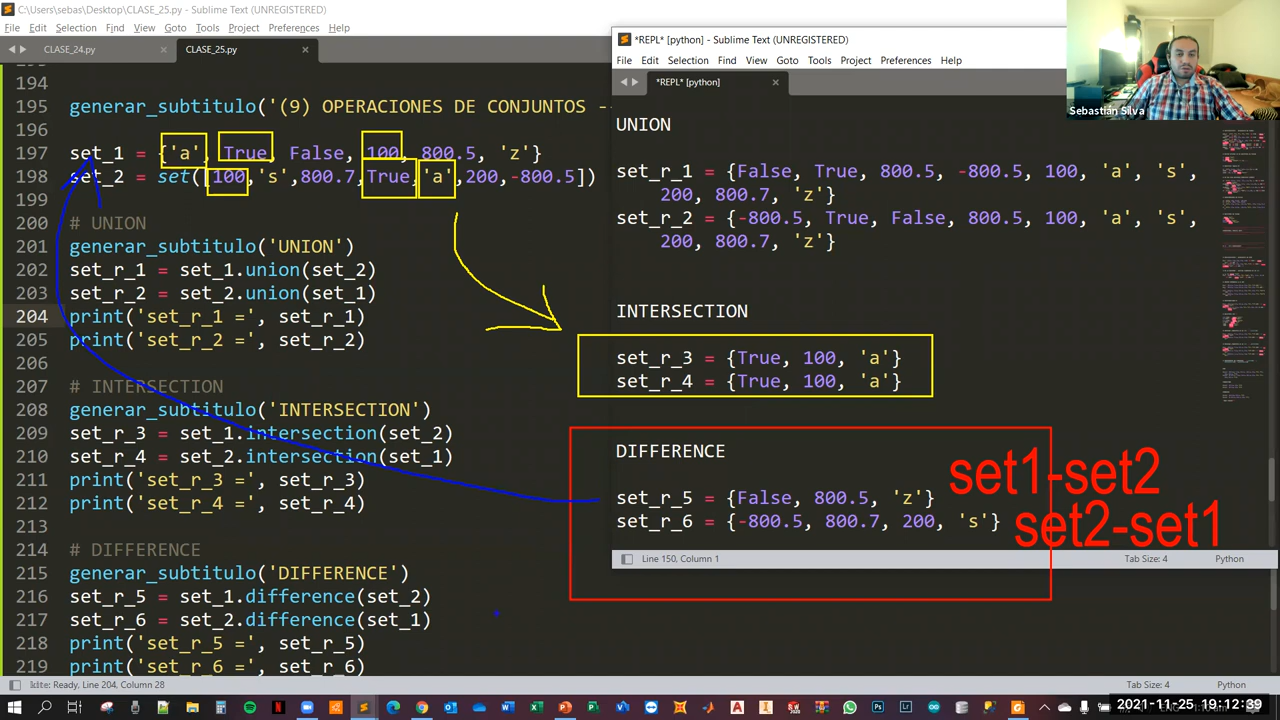 C:\Users\sebas\Desktop\CLASE_25.py - Sublime Text (UNREGISTERED)
File Edit Selection Find View Goto Tools Project Preferences Help
CLASE_24.py × CLASE_25.py ×
194
195 generar_subtitulo('(9) OPERACIONES DE CONJUNTOS --
196
197 set_1 = {'a', True, False, 100, 800.5, 'z'}
198 set_2 = set([100,'s',800.7,True,'a',200,-800.5])
199
200 # UNION
201 generar_subtitulo('UNION')
202 set_r_1 = set_1.union(set_2)
203 set_r_2 = set_2.union(set_1)
204 print('set_r_1 =', set_r_1)
205 print('set_r_2 =', set_r_2)
206
207 # INTERSECTION
208 generar_subtitulo('INTERSECTION')
209 set_r_3 = set_1.intersection(set_2)
210 set_r_4 = set_2.intersection(set_1)
211 print('set_r_3 =', set_r_3)
212 print('set_r_4 =', set_r_4)
213
214 # DIFFERENCE
215 generar_subtitulo('DIFFERENCE')
216 set_r_5 = set_1.difference(set_2)
217 set_r_6 = set_2.difference(set_1)
218 print('set_r_5 =', set_r_5)
219 print('set_r_6 =', set_r_6)
*REPL* [python] - Sublime Text (UNREGISTERED)
File Edit Selection Find View Goto Tools Project Preferences Help
*REPL* [python] ×
Sebastián Silva
UNION
set_r_1 = {False, True, 800.5, -800.5, 100, 'a', 's',
200, 800.7, 'z'}
set_r_2 = {-800.5, True, False, 800.5, 100, 'a', 's',
200, 800.7, 'z'}
INTERSECTION
set_r_3 = {True, 100, 'a'}
set_r_4 = {True, 100, 'a'}
DIFFERENCE
set_r_5 = {False, 800.5, 'z'}
set_r_6 = {-800.5, 800.7, 200, 's'}
set1-set2
set2-set1
Line 150, Column 1 Tab Size: 4 Python
Ready, Line 204, Column 28 Tab Size: 4 Python
2021-11-25 19:12:39